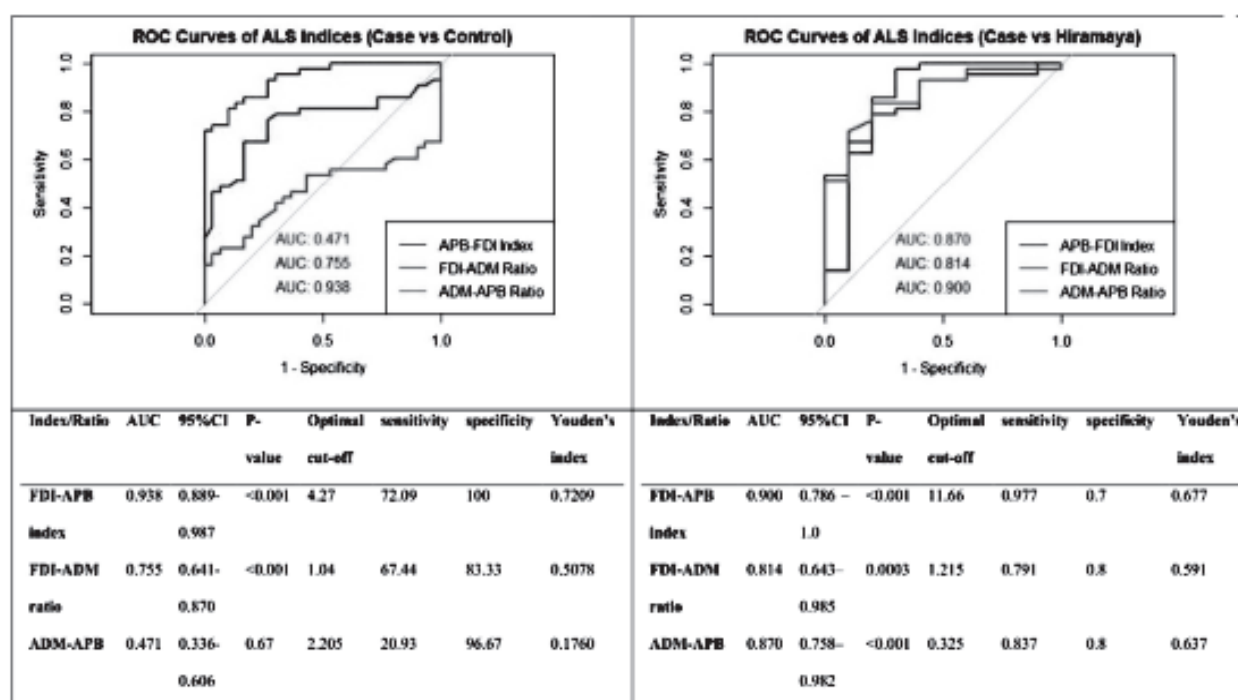 ROC Curves of ALS Indices (Case vs Control)
Sensitivity
1.0
0.8
0.6
0.4
0.2
0.0
AUC: 0.471
AUC: 0.755
AUC: 0.938
APB-FDI Index
FDI-ADM Ratio
ADM-APB Ratio
0.0 0.5 1.0
1 - Specificity
ROC Curves of ALS Indices (Case vs Hiramaya)
Sensitivity
1.0
0.8
0.6
0.4
0.2
0.0
AUC: 0.870
AUC: 0.814
AUC: 0.900
APB-FDI Index
FDI-ADM Ratio
ADM-APB Ratio
0.0 0.5 1.0
1 - Specificity
Index/Ratio AUC 95%CI P- Optimal sensitivity specificity Youden's
value cut-off index
FDI-APB 0.938 0.889- <0.001 4.27 72.09 100 0.7209
index 0.987
FDI-ADM 0.755 0.641- <0.001 1.04 67.44 83.33 0.5078
ratio 0.870
ADM-APB 0.471 0.336- 0.67 2.205 20.93 96.67 0.1760
0.606
Index/Ratio AUC 95%CI P- Optimal sensitivity specificity Youden's
value cut-off index
FDI-APB 0.900 0.786 – <0.001 11.66 0.977 0.7 0.677
index 1.0
FDI-ADM 0.814 0.643– 0.0003 1.215 0.791 0.8 0.591
ratio 0.985
ADM-APB 0.870 0.758– <0.001 0.325 0.837 0.8 0.637
0.982